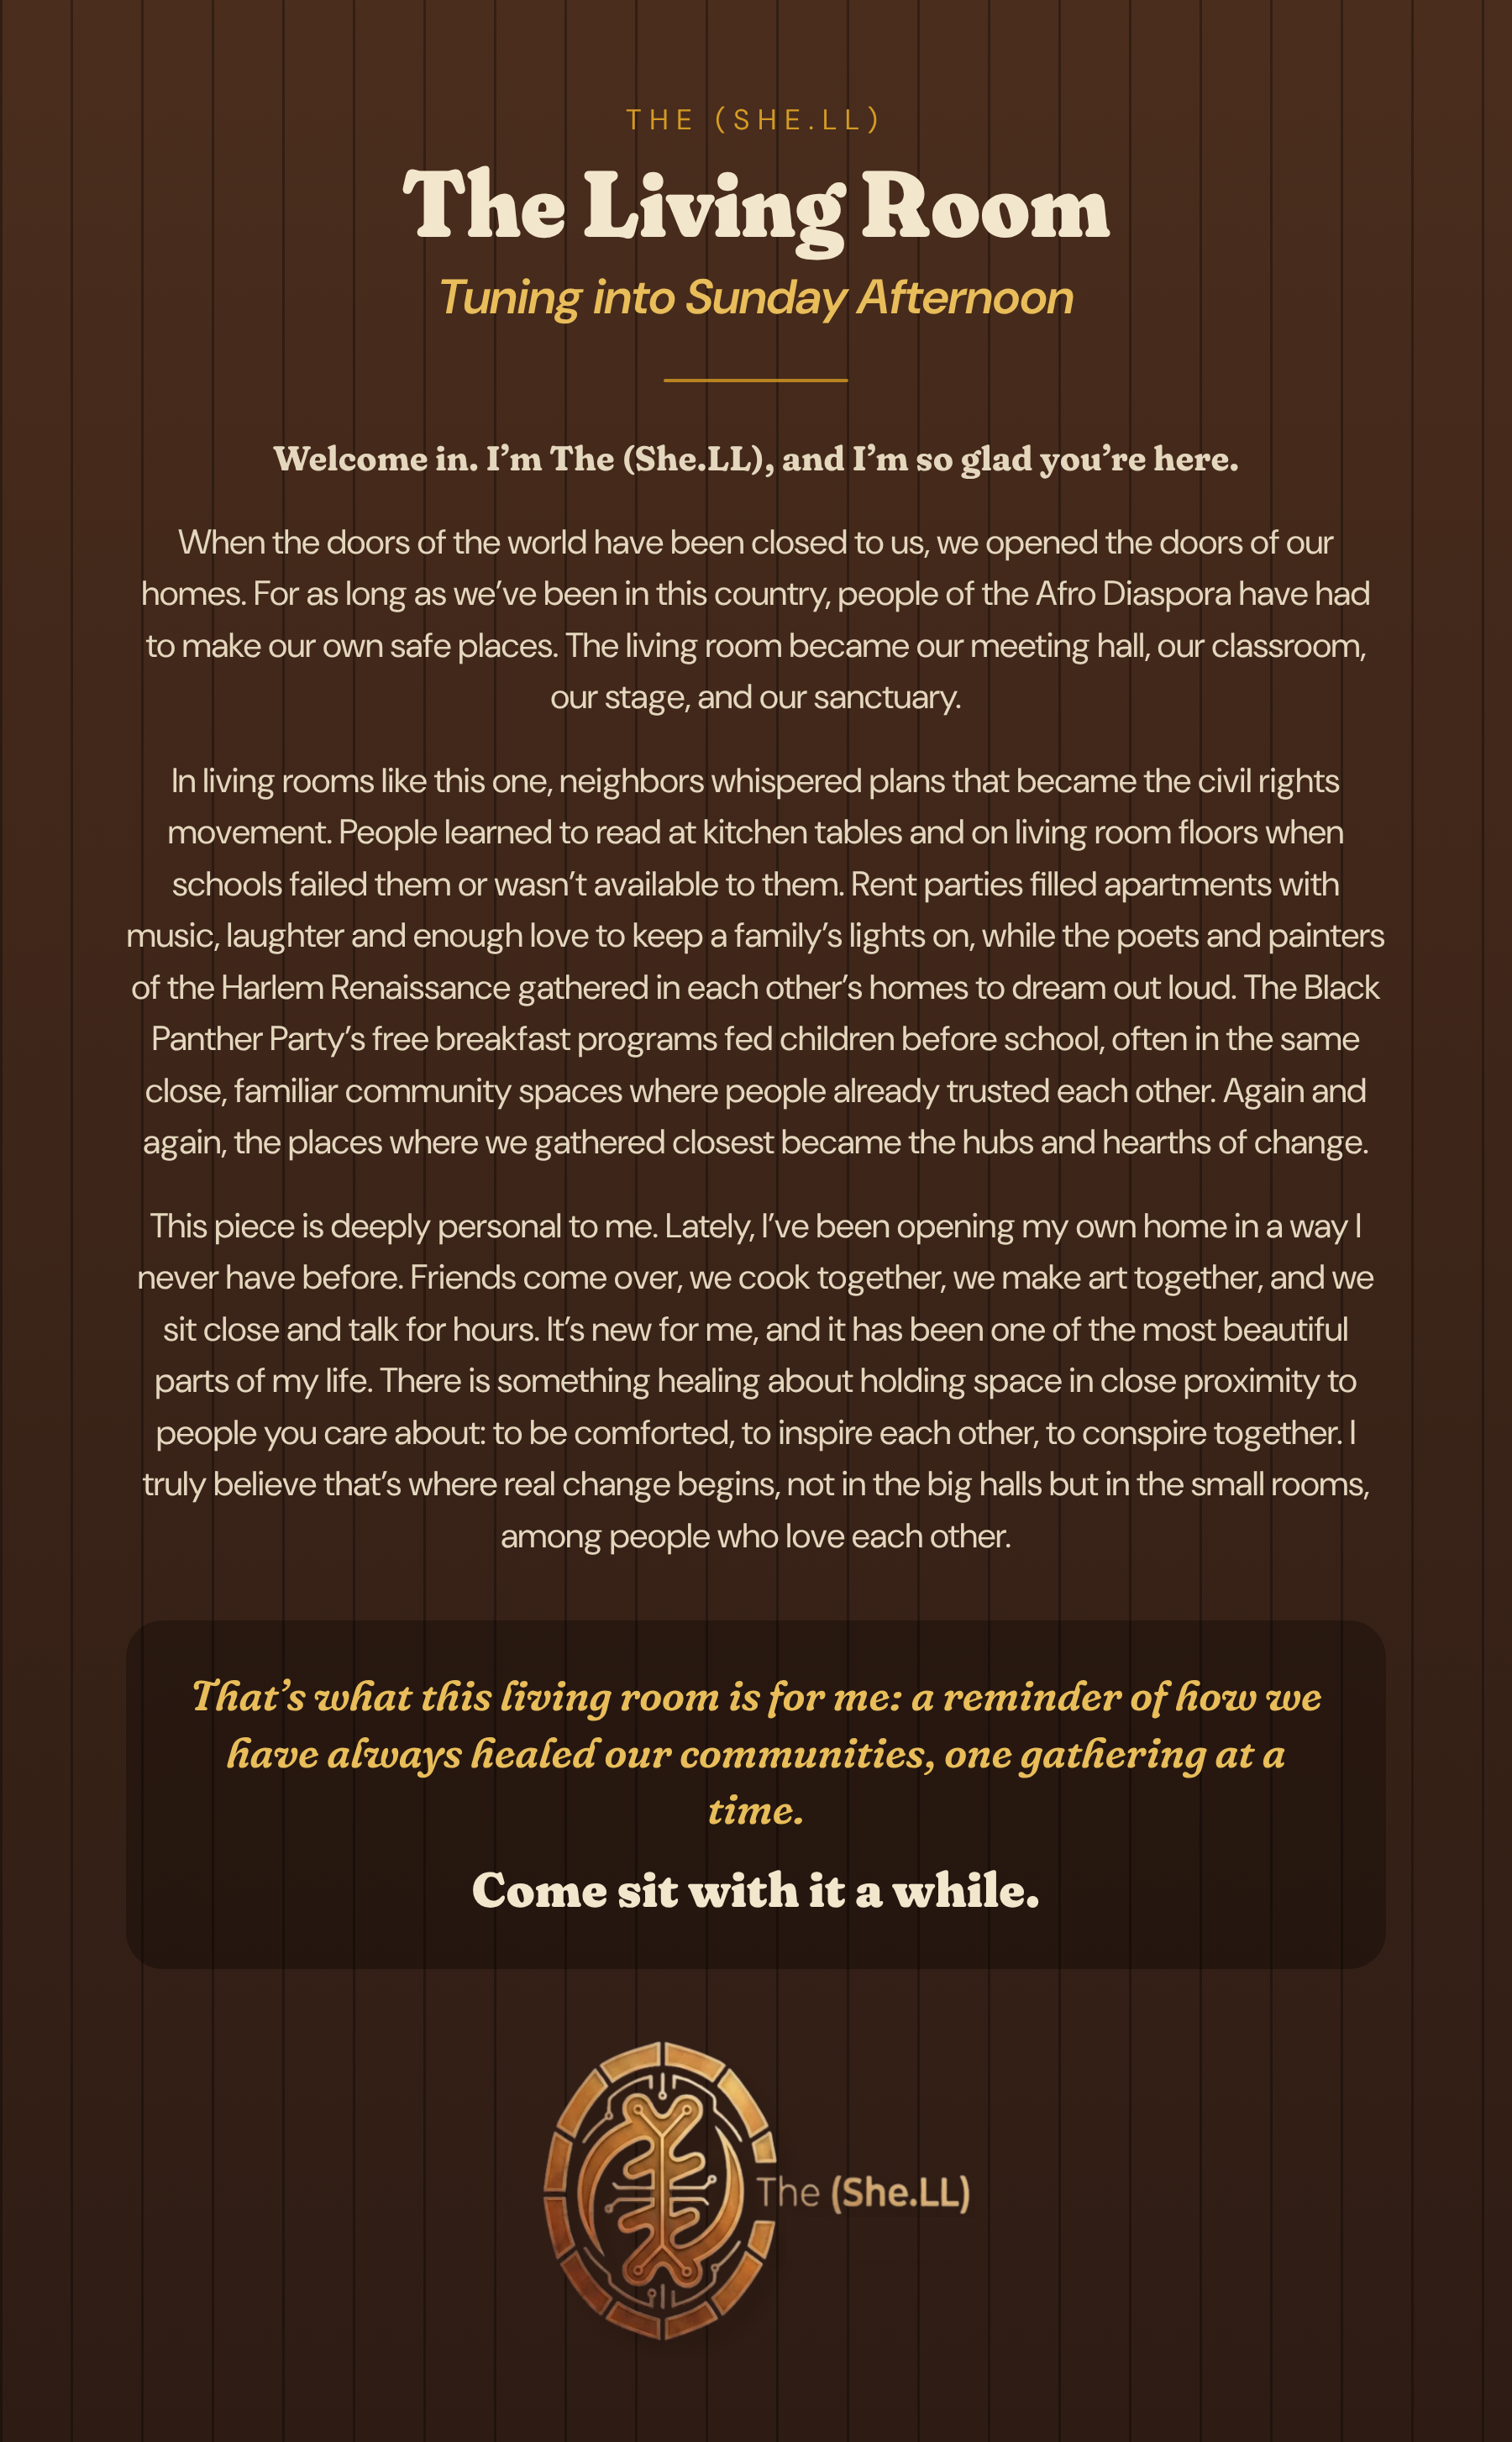 THE (SHE.LL)
The Living Room
Tuning into Sunday Afternoon
Welcome in. I’m The (She.LL), and I’m so glad you’re here.
When the doors of the world have been closed to us, we opened the doors of our
homes. For as long as we’ve been in this country, people of the Afro Diaspora have had
to make our own safe places. The living room became our meeting hall, our classroom,
our stage, and our sanctuary.
In living rooms like this one, neighbors whispered plans that became the civil rights
movement. People learned to read at kitchen tables and on living room floors when
schools failed them or wasn’t available to them. Rent parties filled apartments with
music, laughter and enough love to keep a family’s lights on, while the poets and painters
of the Harlem Renaissance gathered in each other’s homes to dream out loud. The Black
Panther Party’s free breakfast programs fed children before school, often in the same
close, familiar community spaces where people already trusted each other. Again and
again, the places where we gathered closest became the hubs and hearths of change.
This piece is deeply personal to me. Lately, I’ve been opening my own home in a way I
never have before. Friends come over, we cook together, we make art together, and we
sit close and talk for hours. It’s new for me, and it has been one of the most beautiful
parts of my life. There is something healing about holding space in close proximity to
people you care about: to be comforted, to inspire each other, to conspire together. I
truly believe that’s where real change begins, not in the big halls but in the small rooms,
among people who love each other.
That’s what this living room is for me: a reminder of how we
have always healed our communities, one gathering at a
time.
Come sit with it a while.
The (She.LL)